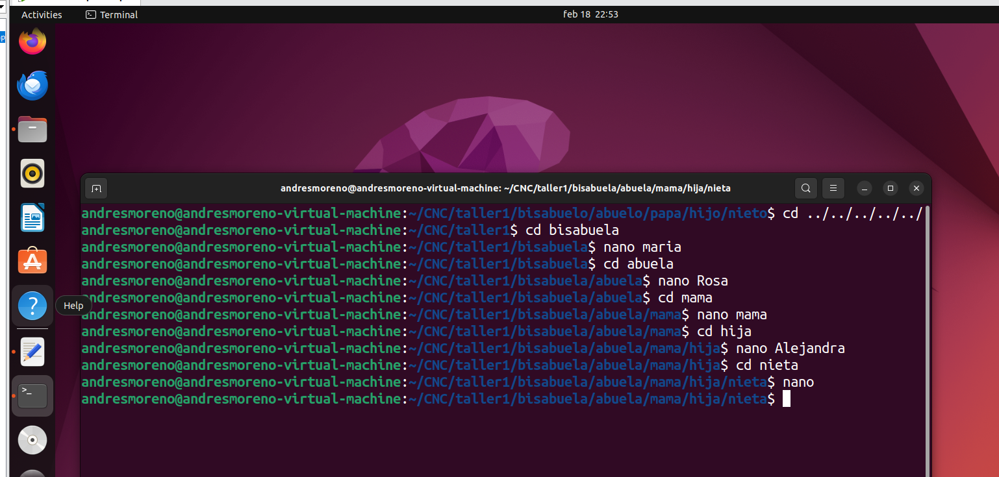 Activities
Terminal
feb 18 22:53
andresmoreno@andresmoreno-virtual-machine: ~/CNC/taller1/bisabuela/abuela/mama/hija/nieta
andresmoreno@andresmoreno-virtual-machine:~/CNC/taller1/bisabuelo/abuelo/papa/hijo/nieto$ cd ../../../../../
andresmoreno@andresmoreno-virtual-machine:~/CNC/taller1$ cd bisabuela
andresmoreno@andresmoreno-virtual-machine:~/CNC/taller1/bisabuela$ nano maria
andresmoreno@andresmoreno-virtual-machine:~/CNC/taller1/bisabuela$ cd abuela
andresmoreno@andresmoreno-virtual-machine:~/CNC/taller1/bisabuela/abuela$ nano Rosa
andresmoreno@andresmoreno-virtual-machine:~/CNC/taller1/bisabuela/abuela$ cd mama
Help
andresmoreno@andresmoreno-virtual-machine:~/CNC/taller1/bisabuela/abuela/mama$ nano mama
andresmoreno@andresmoreno-virtual-machine:~/CNC/taller1/bisabuela/abuela/mama$ cd hija
andresmoreno@andresmoreno-virtual-machine:~/CNC/taller1/bisabuela/abuela/mama/hija$ nano Alejandra
andresmoreno@andresmoreno-virtual-machine:~/CNC/taller1/bisabuela/abuela/mama/hija$ cd nieta
andresmoreno@andresmoreno-virtual-machine:~/CNC/taller1/bisabuela/abuela/mama/hija/nieta$ nano
andresmoreno@andresmoreno-virtual-machine:~/CNC/taller1/bisabuela/abuela/mama/hija/nieta$